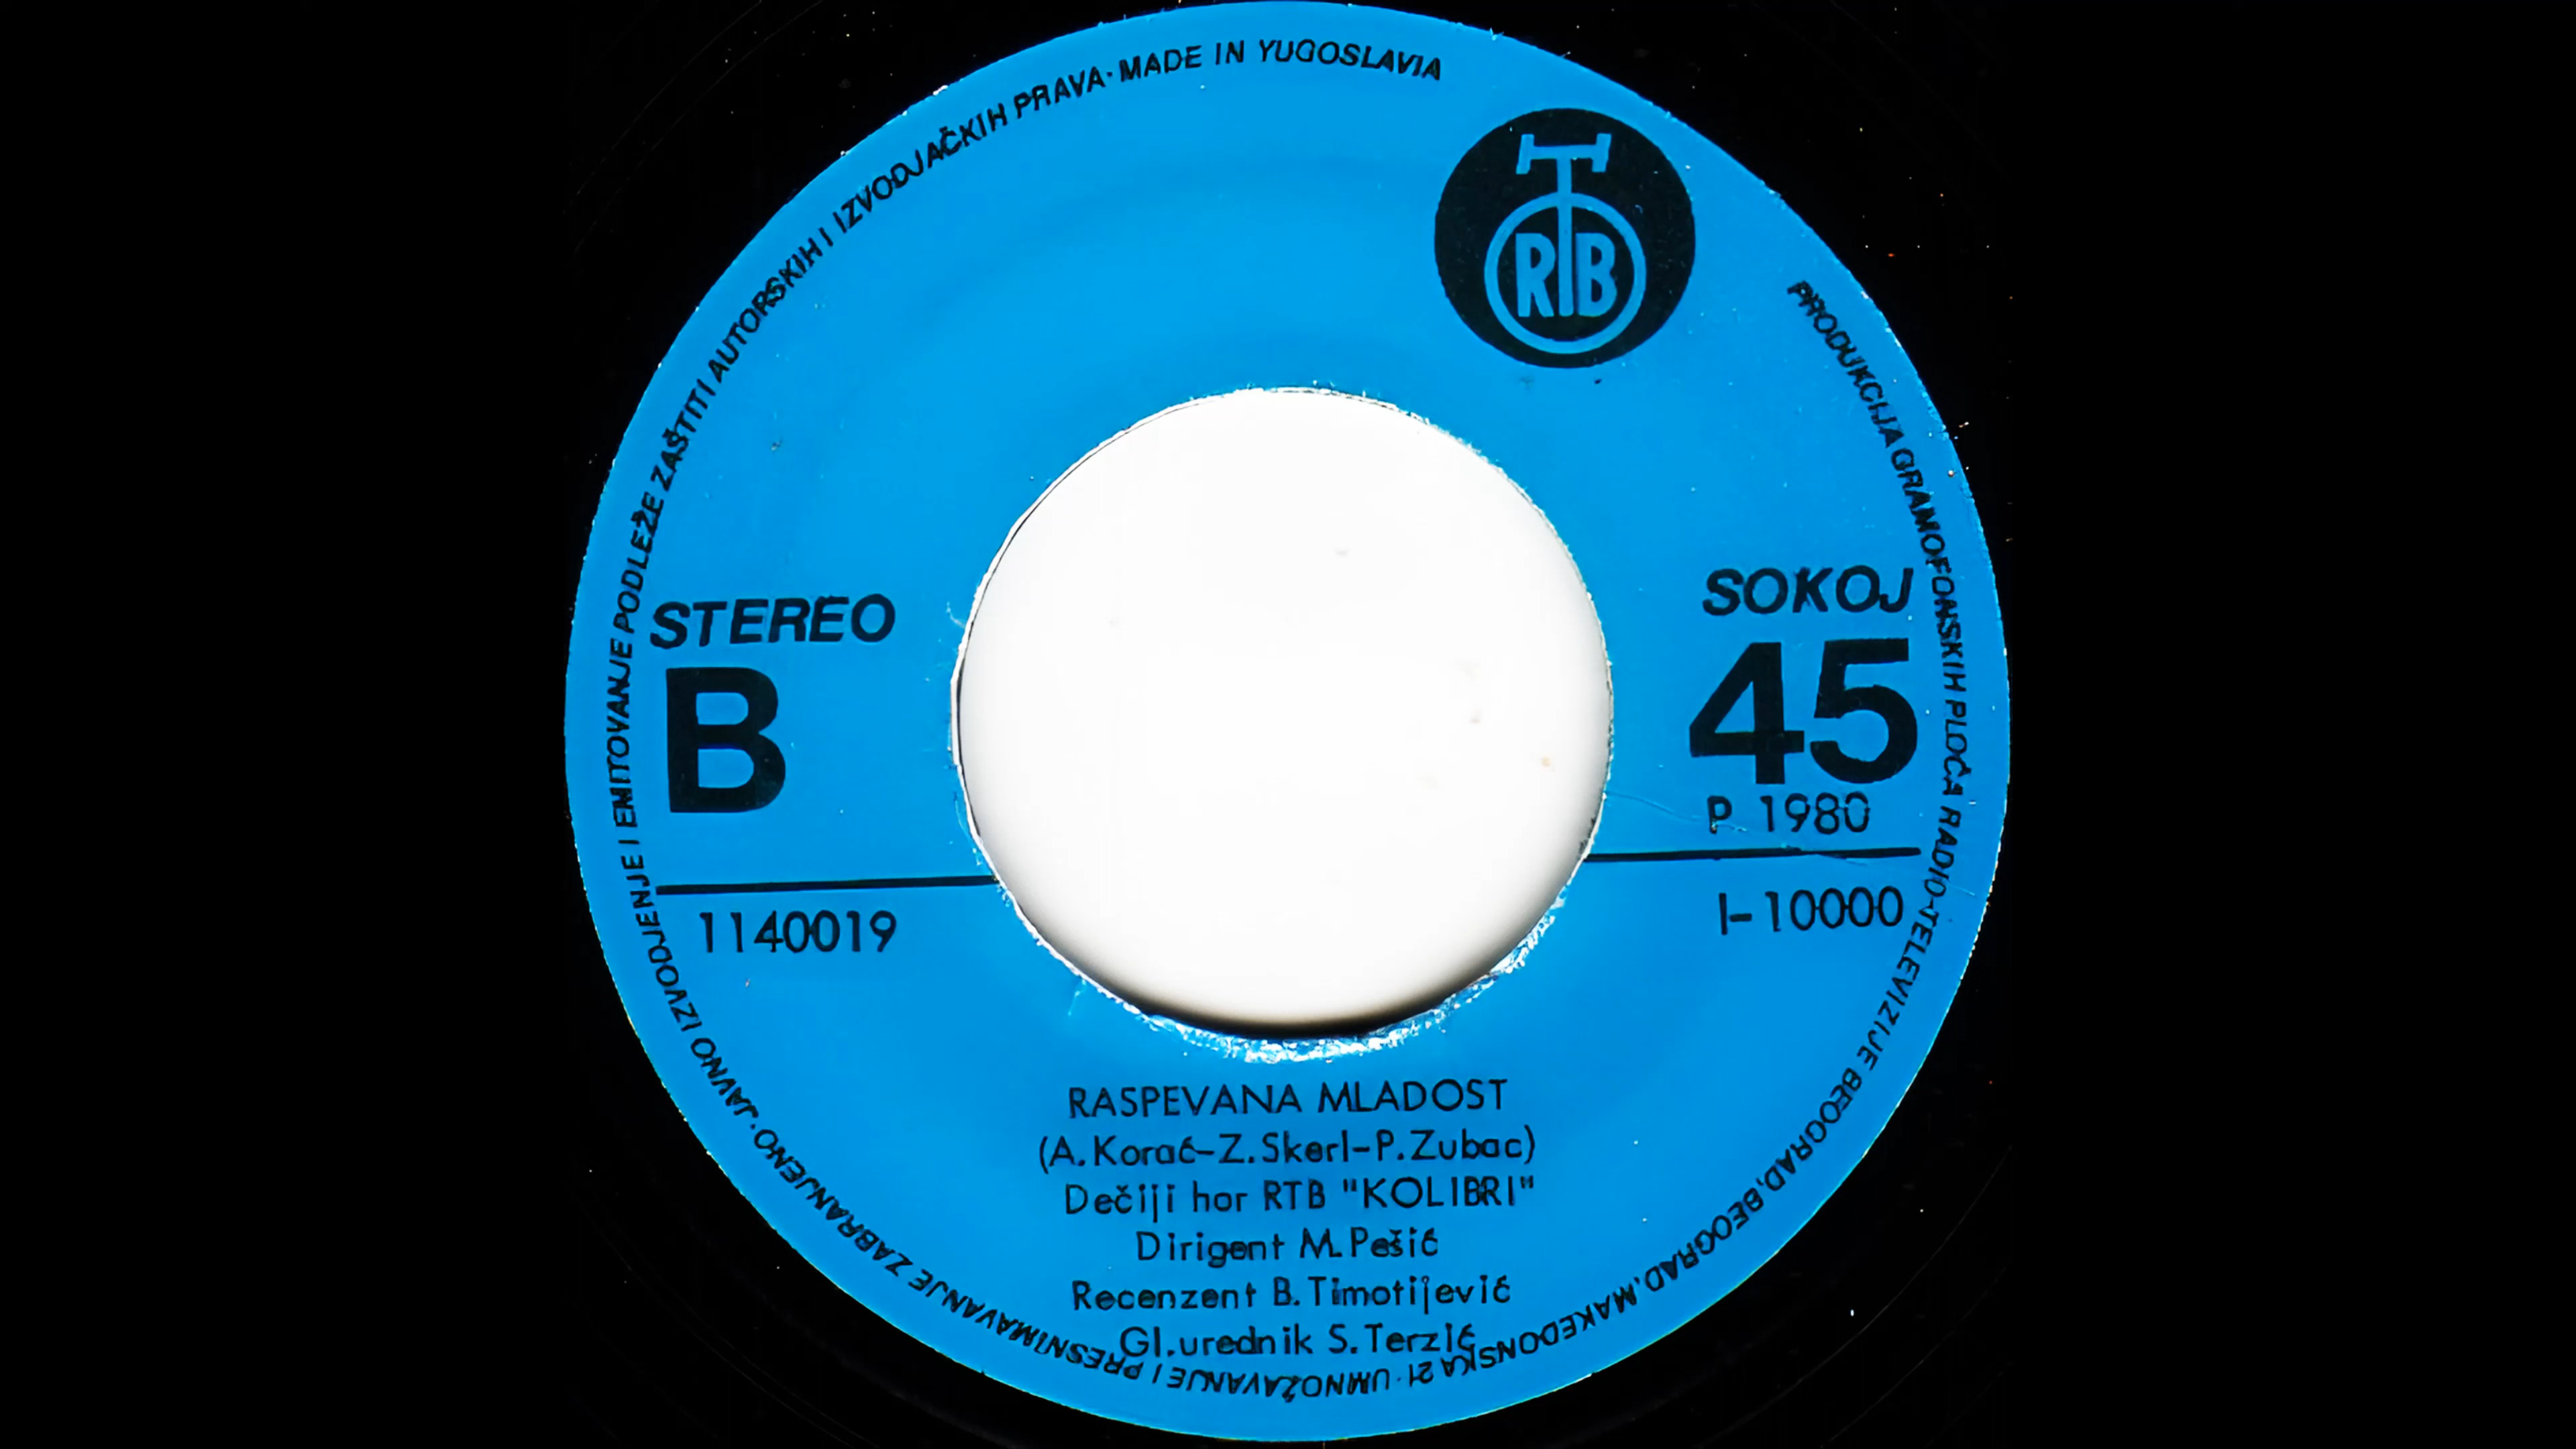 PRODUKCIJA GRAMOFONSKIH PLOČA RADIO-TELEVIZIJE BEOGRAD, BEOGRAD, MAKEDONSKA 21 · UMNOŽAVANJE I PRESNIMAVANJE ZABRANJENO · JAVNO IZVODJENJE I EMITOVANJE PODLEŽE ZAŠTITI AUTORSKIH I IZVODJAČKIH PRAVA · MADE IN YUGOSLAVIA
RTB
STEREO
B
SOKOJ
45
P 1980
1140019
I-10000
RASPEVANA MLADOST
(A.Korać-Z.Skerl-P.Zubac)
Dečiji hor RTB "KOLIBRI"
Dirigent M.Pešić
Recenzent B.Timotijević
Gl.urednik S.Terzić